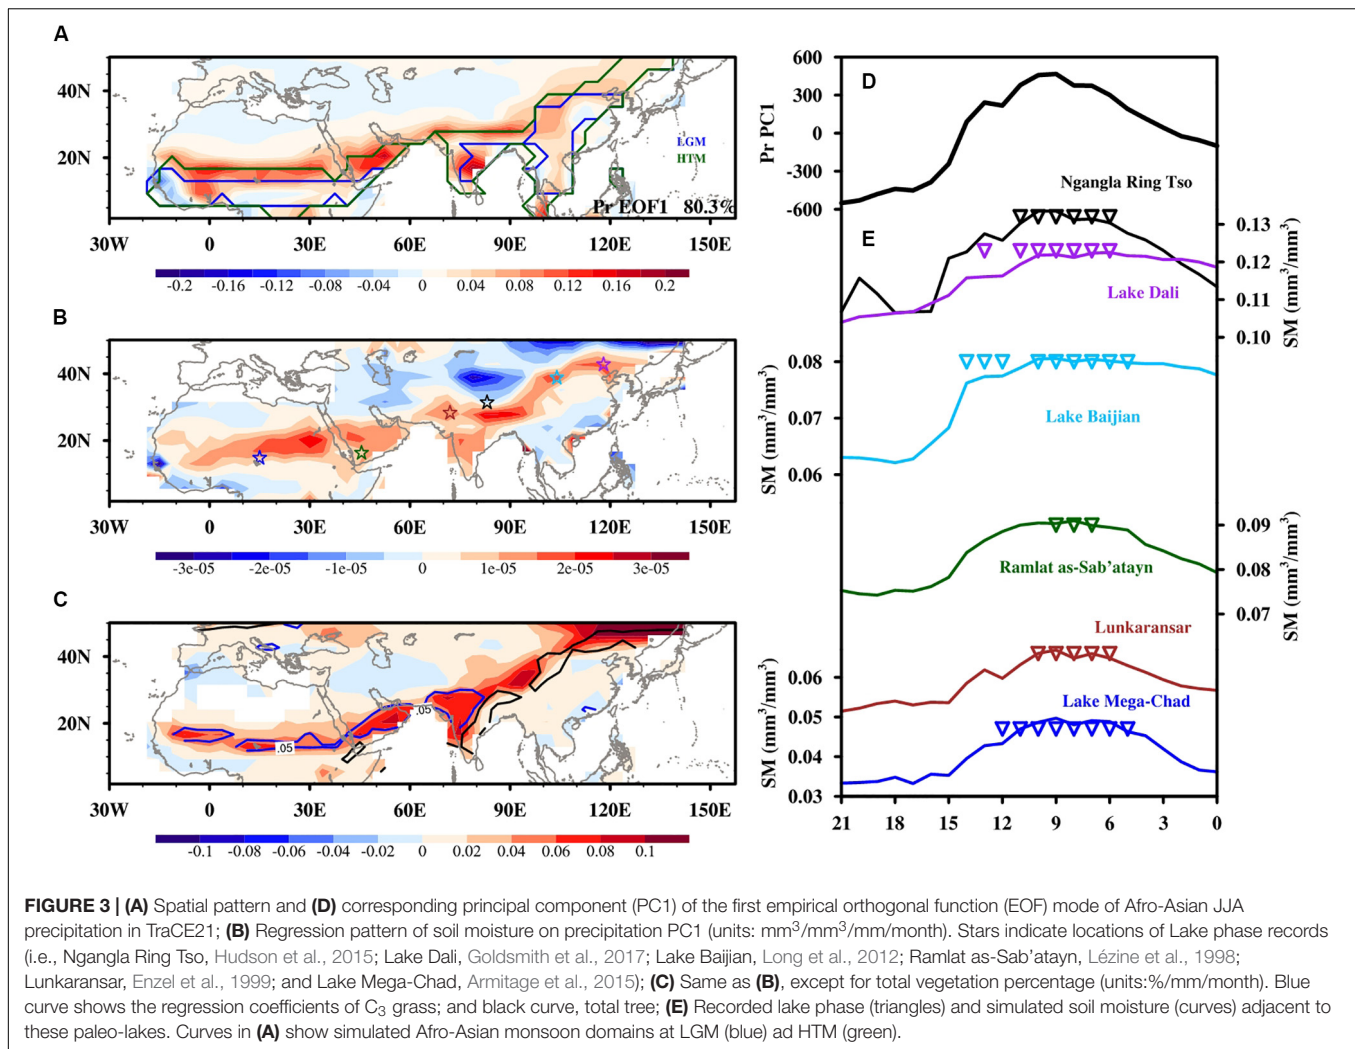 A
40N
20N
LGM
HTM
Pr EOF1 80.3%
30W 0 30E 60E 90E 120E 150E
-0.2 -0.16 -0.12 -0.08 -0.04 0 0.04 0.08 0.12 0.16 0.2
B
40N
20N
30W 0 30E 60E 90E 120E 150E
-3e-05 -2e-05 -1e-05 0 1e-05 2e-05 3e-05
C
40N
20N
.05
.05
30W 0 30E 60E 90E 120E 150E
-0.1 -0.08 -0.06 -0.04 -0.02 0 0.02 0.04 0.06 0.08 0.1
D
Pr PC1
600
300
0
-300
-600
Ngangla Ring Tso
E
0.13
0.12
0.11
0.10
SM (mm³/mm³)
Lake Dali
0.08
0.07
0.06
SM (mm³/mm³)
Lake Baijian
0.09
0.08
0.07
SM (mm³/mm³)
Ramlat as-Sab'atayn
Lunkaransar
0.06
0.05
0.04
0.03
SM (mm³/mm³)
Lake Mega-Chad
21 18 15 12 9 6 3 0
FIGURE 3 | (A) Spatial pattern and (D) corresponding principal component (PC1) of the first empirical orthogonal function (EOF) mode of Afro-Asian JJA
precipitation in TraCE21; (B) Regression pattern of soil moisture on precipitation PC1 (units: mm³/mm³/mm/month). Stars indicate locations of Lake phase records
(i.e., Ngangla Ring Tso, Hudson et al., 2015; Lake Dali, Goldsmith et al., 2017; Lake Baijian, Long et al., 2012; Ramlat as-Sab'atayn, Lézine et al., 1998;
Lunkaransar, Enzel et al., 1999; and Lake Mega-Chad, Armitage et al., 2015); (C) Same as (B), except for total vegetation percentage (units:%/mm/month). Blue
curve shows the regression coefficients of C₃ grass; and black curve, total tree; (E) Recorded lake phase (triangles) and simulated soil moisture (curves) adjacent to
these paleo-lakes. Curves in (A) show simulated Afro-Asian monsoon domains at LGM (blue) ad HTM (green).